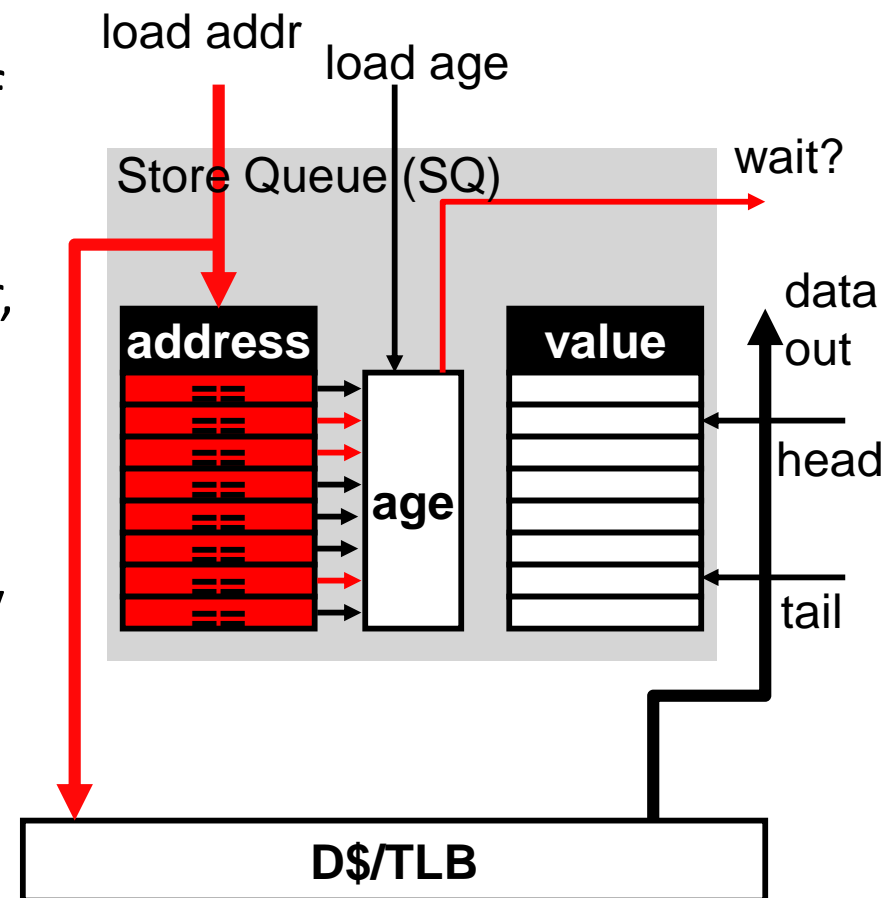 load addr
load age
Store Queue (SQ)
wait?
data
out
address
value
==
==
==
==
==
==
==
==
age
head
tail
D$/TLB